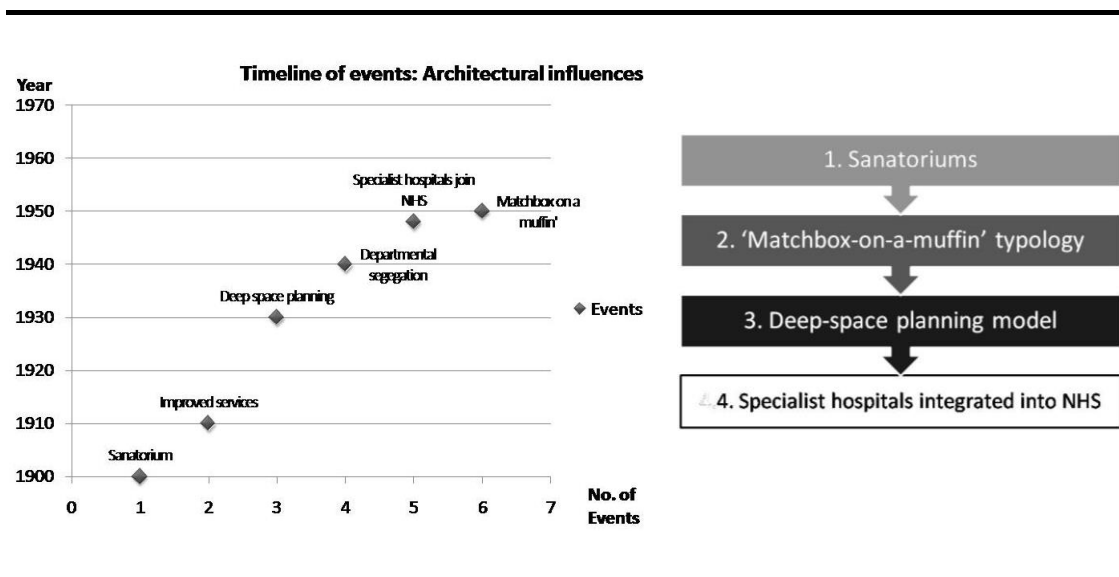 Timeline of events: Architectural influences
Year
1970
1960
1950
1940
1930
1920
1910
1900
Specialist hospitals join
NHS
Matchbox on a
muffin'
Departmental
segegation
Deep space planning
Improved services
Sanatorium
0 1 2 3 4 5 6 7
No. of
Events
Events
1. Sanatoriums
2. ‘Matchbox-on-a-muffin’ typology
3. Deep-space planning model
4. Specialist hospitals integrated into NHS